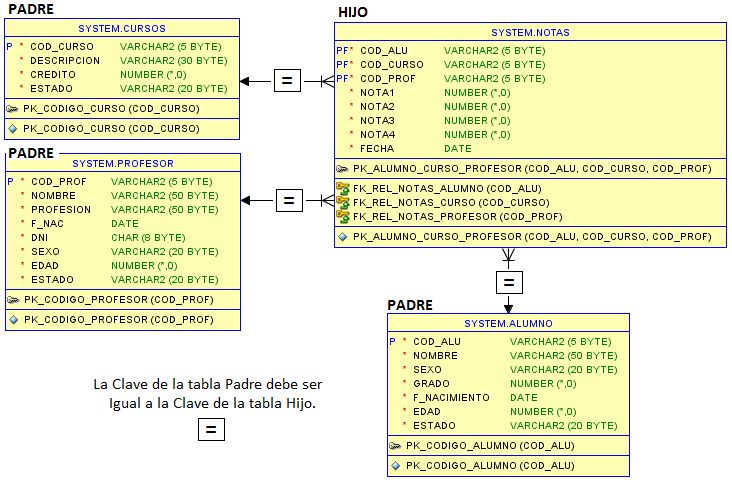 PADRE
SYSTEM.CURSOS
P * COD_CURSO VARCHAR2 (5 BYTE)
* DESCRIPCION VARCHAR2 (30 BYTE)
* CREDITO NUMBER (*,0)
* ESTADO VARCHAR2 (20 BYTE)
PK_CODIGO_CURSO (COD_CURSO)
PK_CODIGO_CURSO (COD_CURSO)
=
HIJO
SYSTEM.NOTAS
PF* COD_ALU VARCHAR2 (5 BYTE)
PF* COD_CURSO VARCHAR2 (5 BYTE)
PF* COD_PROF VARCHAR2 (5 BYTE)
* NOTA1 NUMBER (*,0)
* NOTA2 NUMBER (*,0)
* NOTA3 NUMBER (*,0)
* NOTA4 NUMBER (*,0)
* FECHA DATE
PK_ALUMNO_CURSO_PROFESOR (COD_ALU, COD_CURSO, COD_PROF)
FK_REL_NOTAS_ALUMNO (COD_ALU)
FK_REL_NOTAS_CURSO (COD_CURSO)
FK_REL_NOTAS_PROFESOR (COD_PROF)
PK_ALUMNO_CURSO_PROFESOR (COD_ALU, COD_CURSO, COD_PROF)
PADRE
SYSTEM.PROFESOR
P * COD_PROF VARCHAR2 (5 BYTE)
* NOMBRE VARCHAR2 (50 BYTE)
* PROFESION VARCHAR2 (50 BYTE)
* F_NAC DATE
* DNI CHAR (8 BYTE)
* SEXO VARCHAR2 (20 BYTE)
* EDAD NUMBER (*,0)
* ESTADO VARCHAR2 (20 BYTE)
PK_CODIGO_PROFESOR (COD_PROF)
PK_CODIGO_PROFESOR (COD_PROF)
=
=
PADRE
SYSTEM.ALUMNO
P * COD_ALU VARCHAR2 (5 BYTE)
* NOMBRE VARCHAR2 (50 BYTE)
* SEXO VARCHAR2 (20 BYTE)
* GRADO NUMBER (*,0)
* F_NACIMIENTO DATE
* EDAD NUMBER (*,0)
* ESTADO VARCHAR2 (20 BYTE)
PK_CODIGO_ALUMNO (COD_ALU)
PK_CODIGO_ALUMNO (COD_ALU)
La Clave de la tabla Padre debe ser
Igual a la Clave de la tabla Hijo.
=